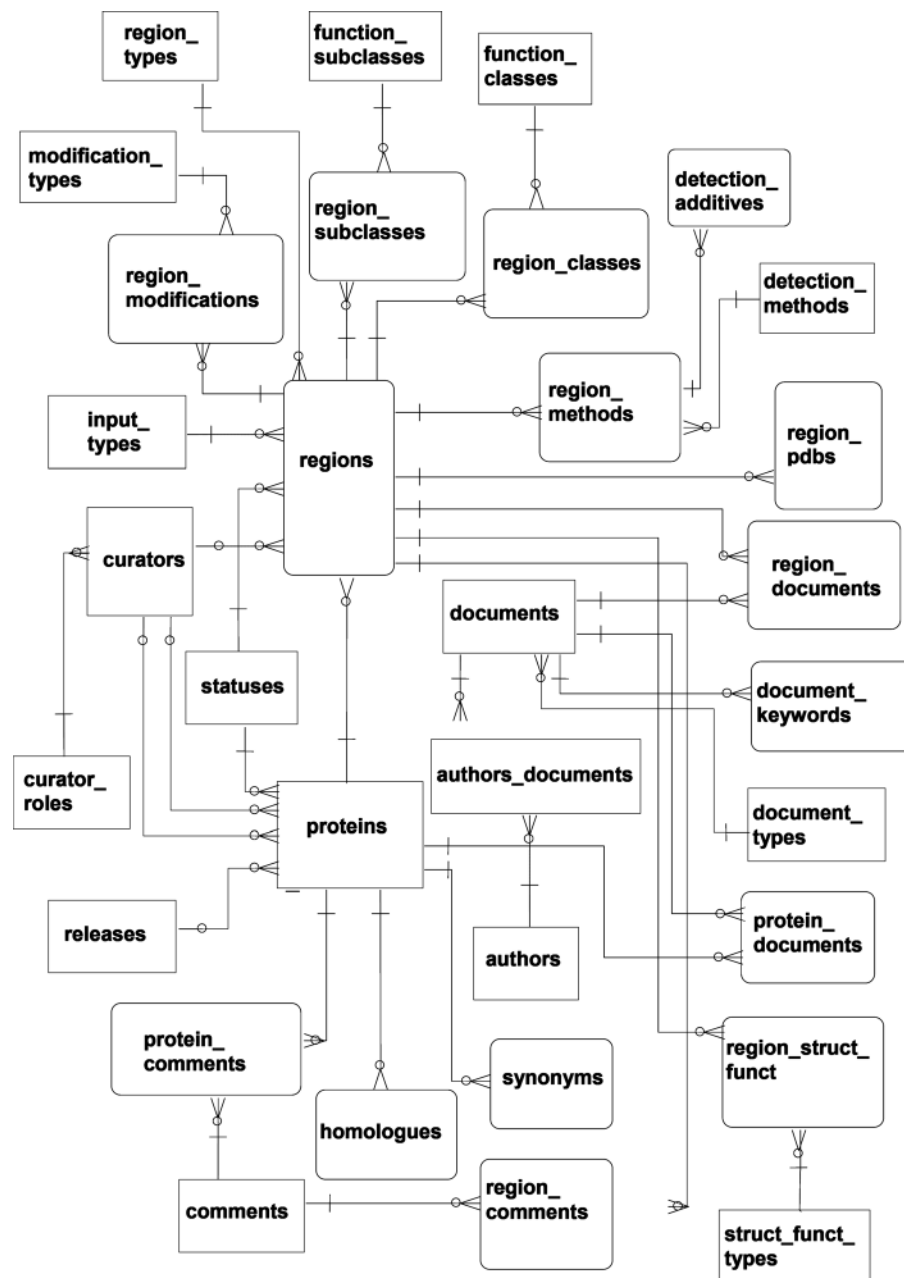 region_
types
function_
subclasses
function_
classes
modification_
types
region_
subclasses
detection_
additives
region_
modifications
region_classes
detection_
methods
input_
types
regions
region_
methods
region_
pdbs
curators
documents
region_
documents
statuses
document_
keywords
curator_
roles
proteins
authors_documents
document_
types
releases
authors
protein_
documents
protein_
comments
homologues
synonyms
region_struct_
funct
comments
region_
comments
struct_funct_
types